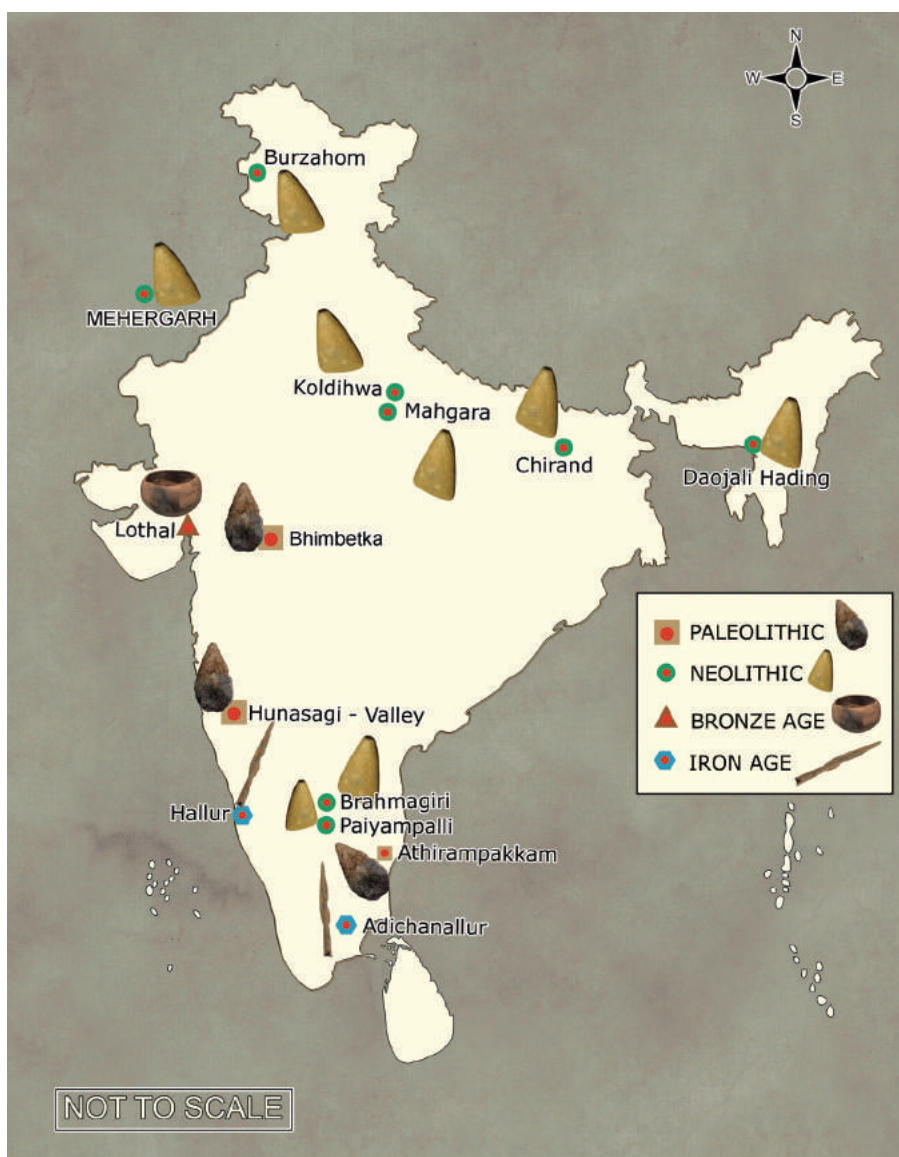 N
W E
S
Burzahom
MEHERGARH
Koldihwa
Mahgara
Chirand
Daojali Hading
Lothal
Bhimbetka
PALEOLITHIC
NEOLITHIC
BRONZE AGE
IRON AGE
Hunasagi - Valley
Hallur
Brahmagiri
Paiyampalli
Athirampakkam
Adichanallur
NOT TO SCALE